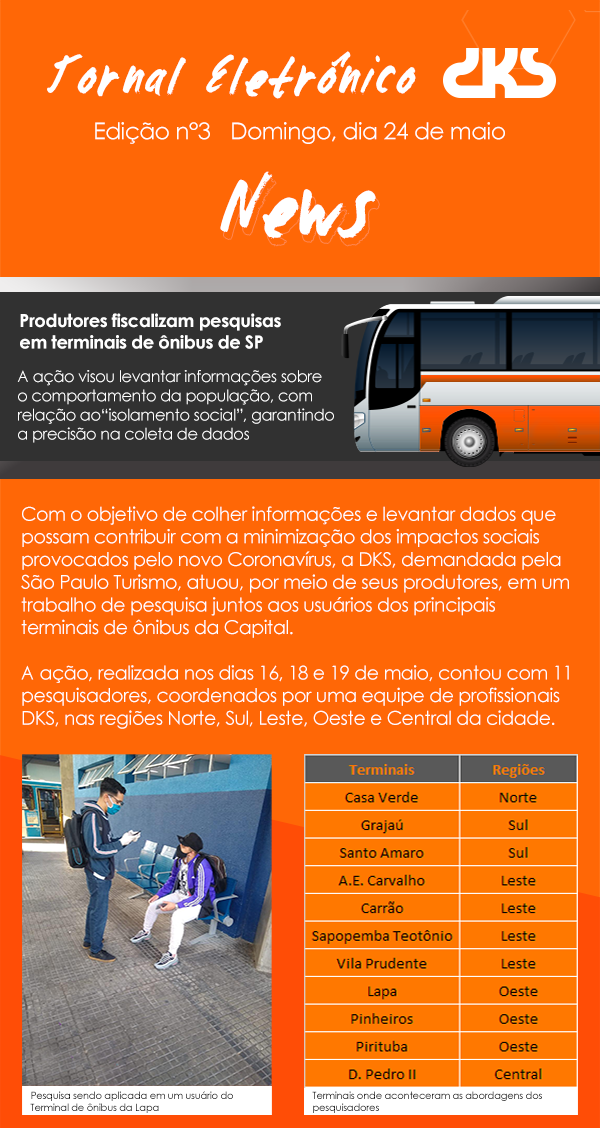 Jornal Eletrônico DKS
Edição nº3 Domingo, dia 24 de maio
News
Produtores fiscalizam pesquisas
em terminais de ônibus de SP
A ação visou levantar informações sobre
o comportamento da população, com
relação ao“isolamento social”, garantindo
a precisão na coleta de dados
Com o objetivo de colher informações e levantar dados que
possam contribuir com a minimização dos impactos sociais
provocados pelo novo Coronavírus, a DKS, demandada pela
São Paulo Turismo, atuou, por meio de seus produtores, em um
trabalho de pesquisa juntos aos usuários dos principais
terminais de ônibus da Capital.
A ação, realizada nos dias 16, 18 e 19 de maio, contou com 11
pesquisadores, coordenados por uma equipe de profissionais
DKS, nas regiões Norte, Sul, Leste, Oeste e Central da cidade.
Terminais Regiões
Casa Verde Norte
Grajaú Sul
Santo Amaro Sul
A.E. Carvalho Leste
Carrão Leste
Sapopemba Teotônio Leste
Vila Prudente Leste
Lapa Oeste
Pinheiros Oeste
Pirituba Oeste
D. Pedro II Central
Pesquisa sendo aplicada em um usuário do
Terminal de ônibus da Lapa
Terminais onde aconteceram as abordagens dos
pesquisadores